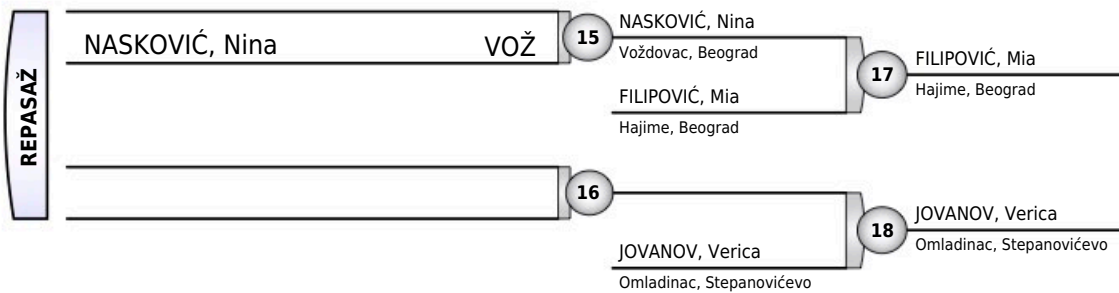 REPASAŽ
NASKOVIĆ, Nina VOŽ
15
NASKOVIĆ, Nina
Voždovac, Beograd
FILIPOVIĆ, Mia
Hajime, Beograd
17
FILIPOVIĆ, Mia
Hajime, Beograd
16
JOVANOV, Verica
Omladinac, Stepanovićevo
18
JOVANOV, Verica
Omladinac, Stepanovićevo